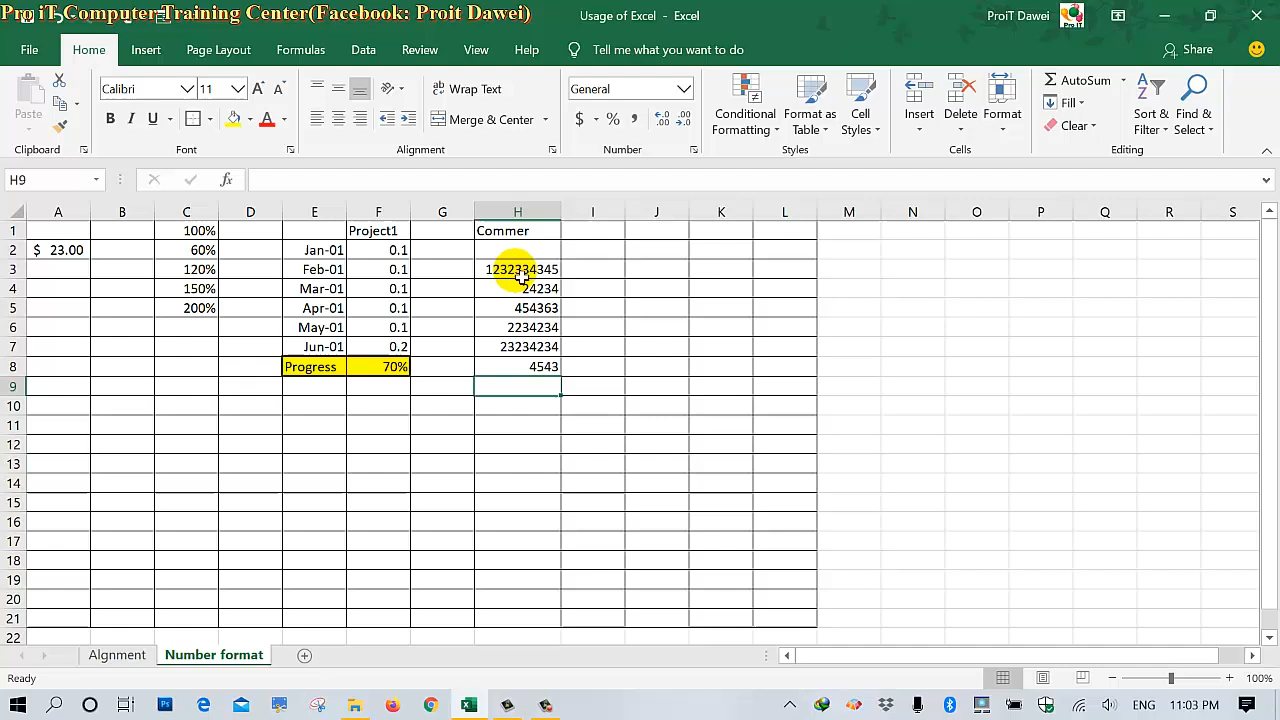 Pro iT Computer Training Center(Facebook: Proit Dawei)
Usage of Excel - Excel
ProiT Dawei
Pro IT
File Home Insert Page Layout Formulas Data Review View Help Tell me what you want to do Share
Calibri 11 Wrap Text General
Paste B I U Merge & Center $ % , Conditional Formatting Format as Table Cell Styles Insert Delete Format AutoSum Fill Clear Sort & Filter Find & Select
Clipboard Font Alignment Number Styles Cells Editing
H9 fx
A B C D E F G H I J K L M N O P Q R S
1 100% Project1 Commer
2 $ 23.00 60% Jan-01 0.1
3 120% Feb-01 0.1 1232334345
4 150% Mar-01 0.1 24234
5 200% Apr-01 0.1 454363
6 May-01 0.1 2234234
7 Jun-01 0.2 23234234
8 Progress 70% 4543
9
10
11
12
13
14
15
16
17
18
19
20
21
22
Alignment Number format
Ready 100%
ENG 11:03 PM